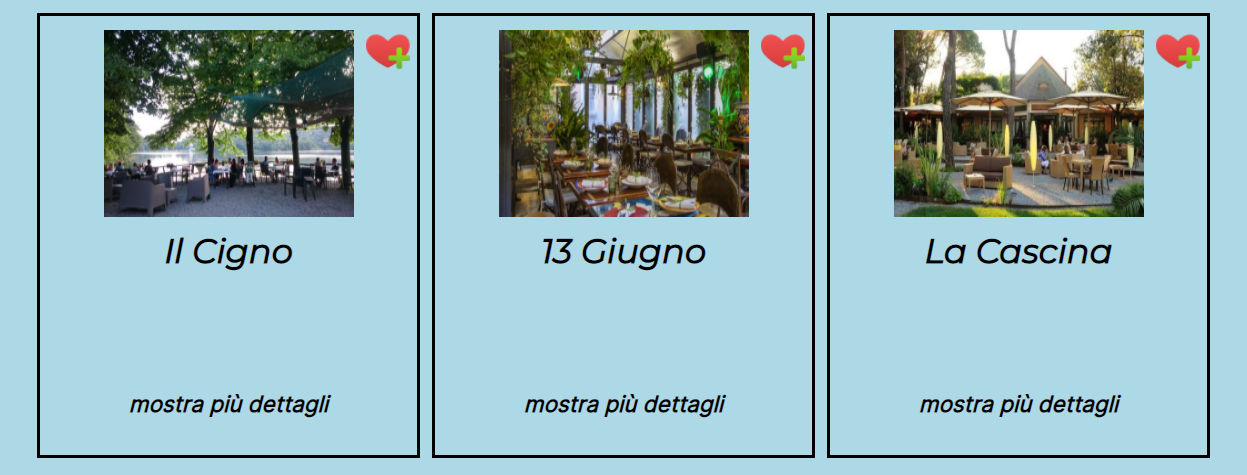 Il Cigno
13 Giugno
La Cascina
mostra più dettagli
mostra più dettagli
mostra più dettagli